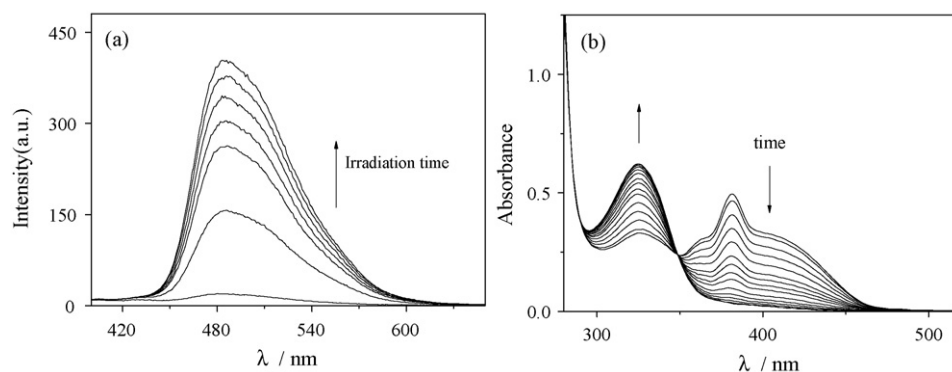 (a)
450
300
150
0
420
480
540
600
Intensity(a.u.)
λ / nm
Irradiation time
(b)
1.0
0.5
0.0
300
400
500
Absorbance
λ / nm
time